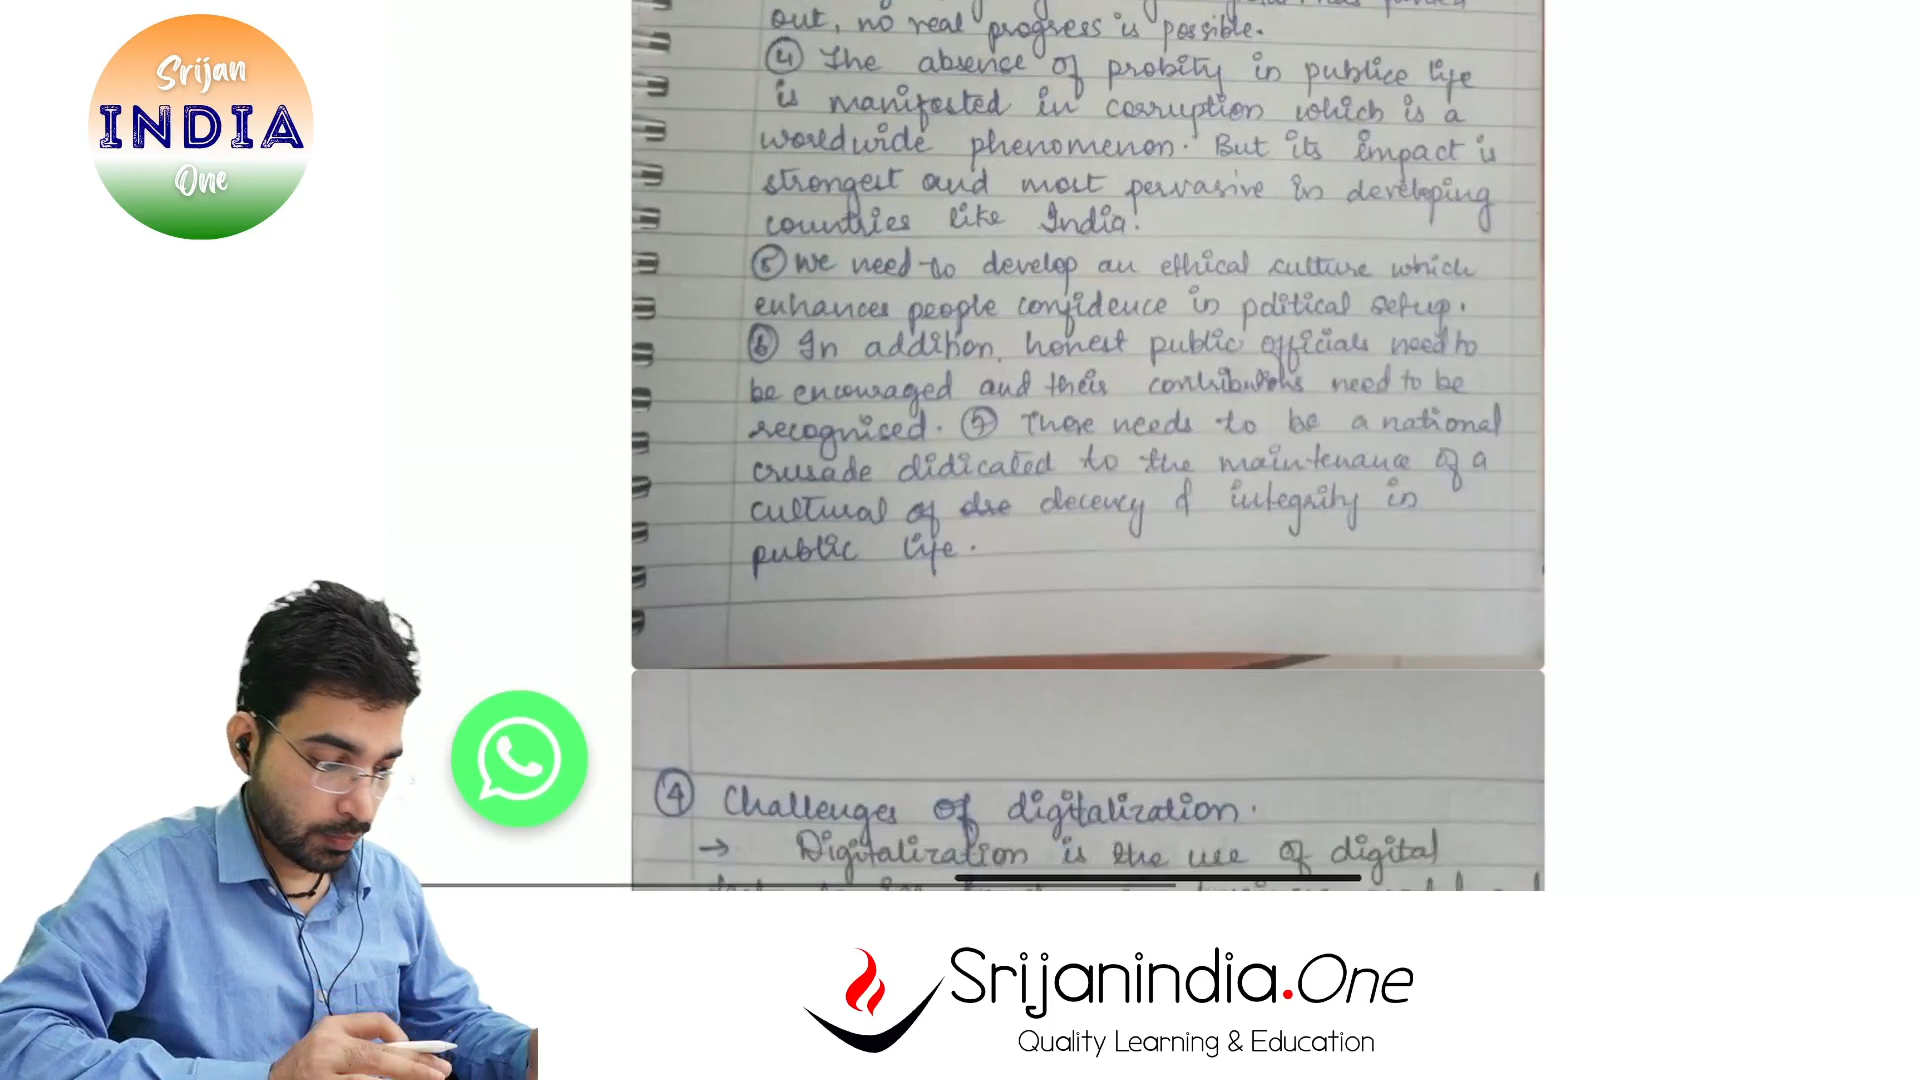 Srijan
INDIA
One
out, no real progress is possible.
④ The absence of probity in publice life
is manifested in corruption which is a
worldwide phenomenon. But its impact is
strongest and most pervasive in developing
countries like India.
⑤ We need to develop an ethical culture which
enhances people confidence in political setup.
⑥ In addition, honest public officials need to
be encouraged and their contributions need to be
recogniced. ⑦ There needs to be a national
crusade didicated to the maintenance of a
cultural of dse decency & integrity in
public life.
④ Challenges of digitalization.
→ Digitalization is the use of digital
Srijanindia.One
Quality Learning & Education